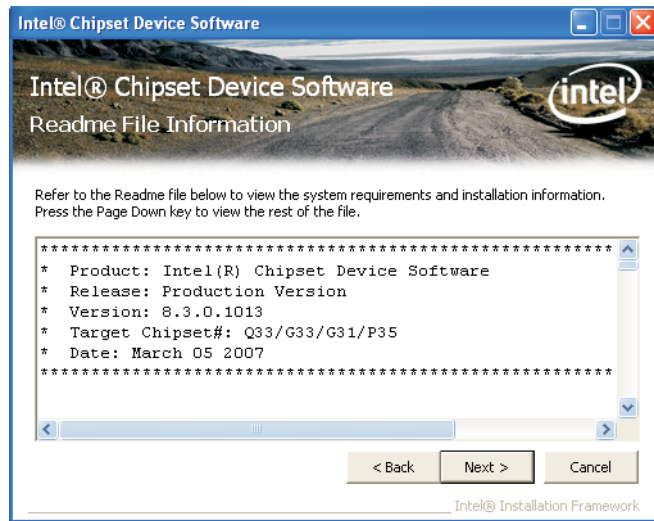 Intel® Chipset Device Software
Intel® Chipset Device Software
intel®
Readme File Information
Refer to the Readme file below to view the system requirements and installation information.
Press the Page Down key to view the rest of the file.
********************************************************
* Product: Intel(R) Chipset Device Software
* Release: Production Version
* Version: 8.3.0.1013
* Target Chipset#: Q33/G33/G31/P35
* Date: March 05 2007
********************************************************
< Back Next > Cancel
Intel® Installation Framework